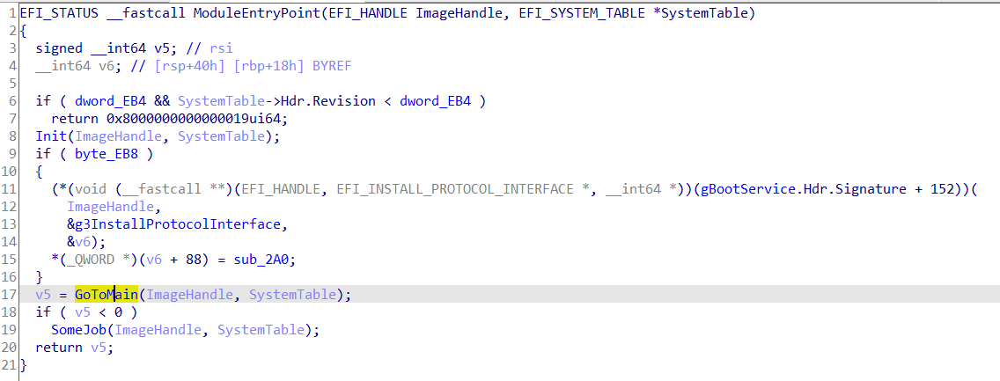 1 EFI_STATUS __fastcall ModuleEntryPoint(EFI_HANDLE ImageHandle, EFI_SYSTEM_TABLE *SystemTable)
2 {
3   signed __int64 v5; // rsi
4   __int64 v6; // [rsp+40h] [rbp+18h] BYREF
5
6   if ( dword_EB4 && SystemTable->Hdr.Revision < dword_EB4 )
7     return 0x8000000000000019ui64;
8   Init(ImageHandle, SystemTable);
9   if ( byte_EB8 )
10   {
11     (*(void (__fastcall **)(EFI_HANDLE, EFI_INSTALL_PROTOCOL_INTERFACE *, __int64 *))(gBootService.Hdr.Signature + 152))(
12       ImageHandle,
13       &g3InstallProtocolInterface,
14       &v6);
15     *(_QWORD *)(v6 + 88) = sub_2A0;
16   }
17   v5 = GoToMain(ImageHandle, SystemTable);
18   if ( v5 < 0 )
19     SomeJob(ImageHandle, SystemTable);
20   return v5;
21 }